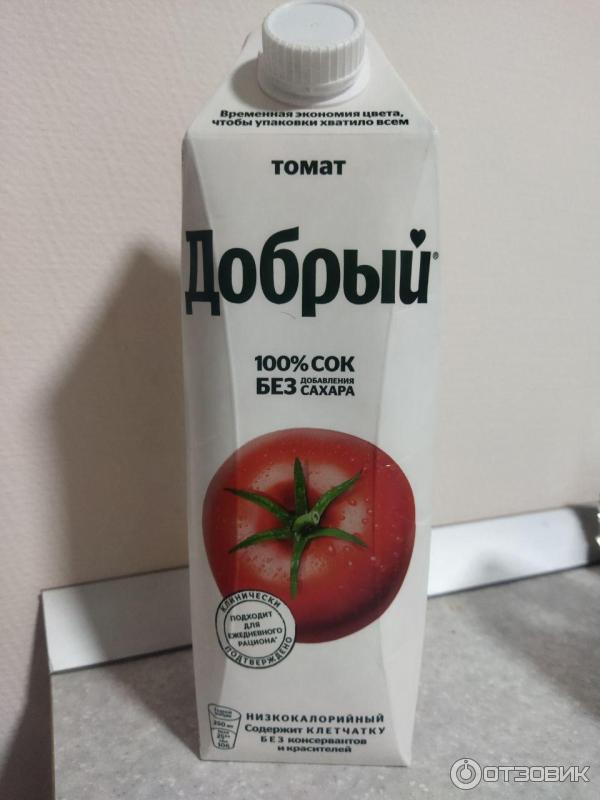 Временная экономия цвета,
чтобы упаковки хватило всем
томат
Добрый®
100% СОК
БЕЗ ДОБАВЛЕНИЯ
САХАРА
КЛИНИЧЕСКИ
ПОДХОДИТ
ДЛЯ
ЕЖЕДНЕВНОГО
РАЦИОНА*
ПОДТВЕРЖДЕНО
НИЗКОКАЛОРИЙНЫЙ
Содержит КЛЕТЧАТКУ
БЕЗ консервантов
и красителей
ОТЗОВИК